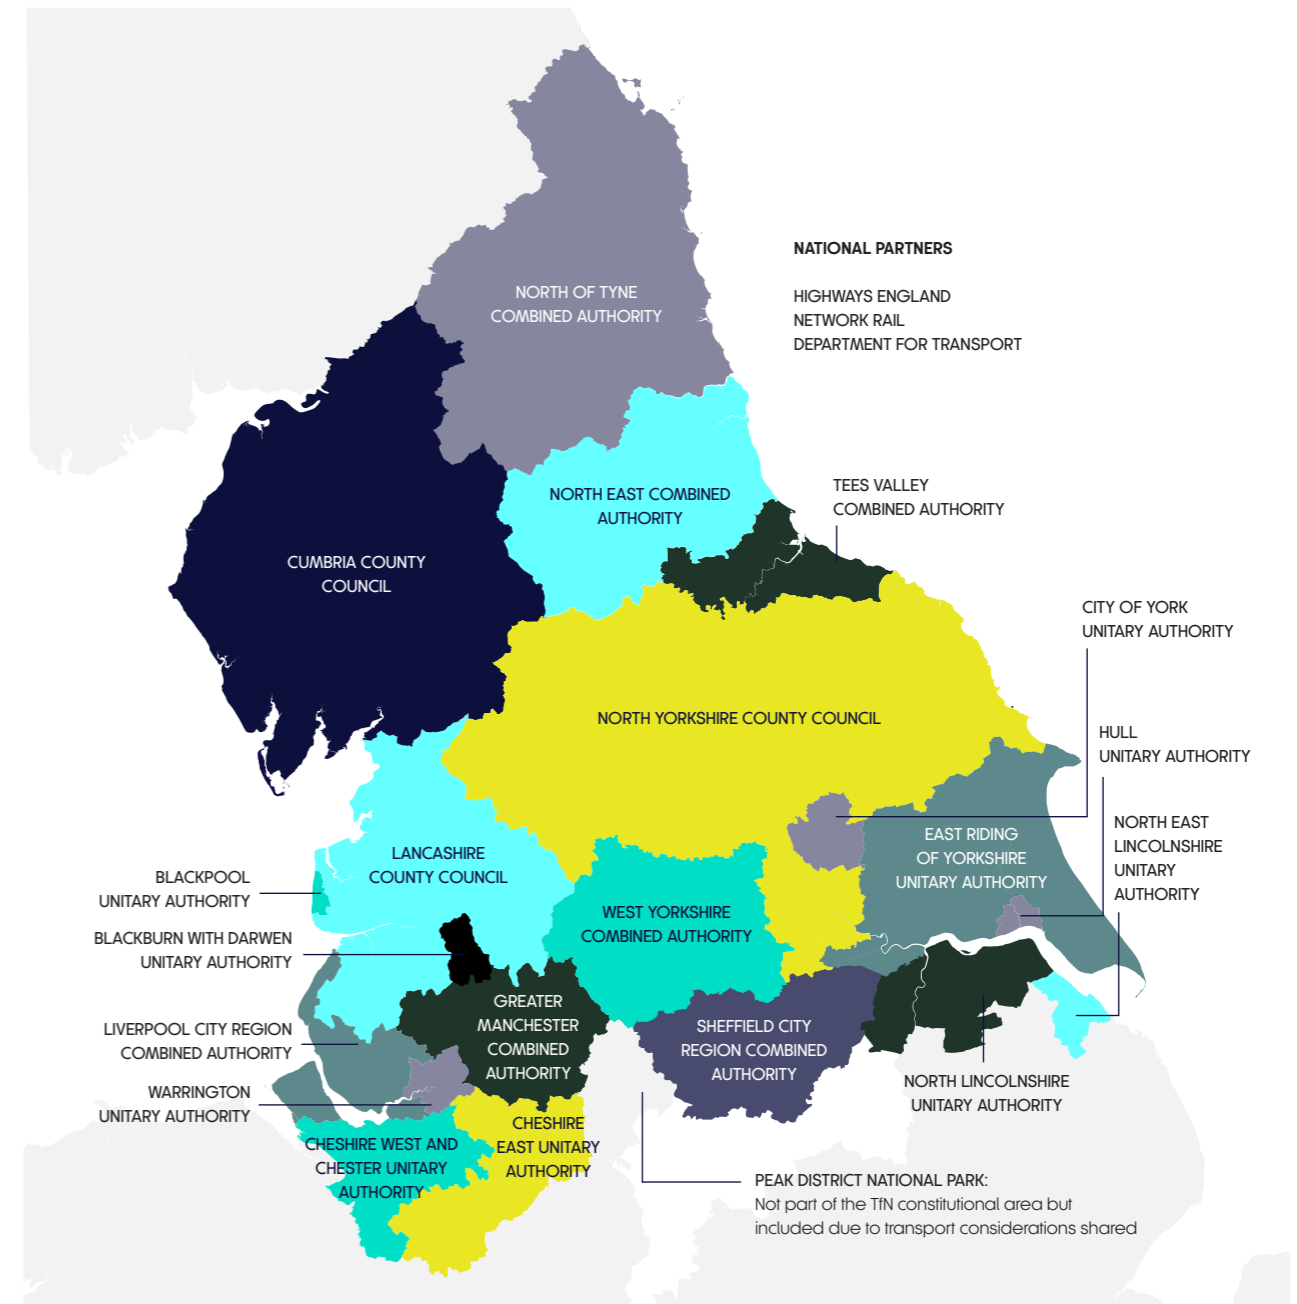 NATIONAL PARTNERS
HIGHWAYS ENGLAND
NETWORK RAIL
DEPARTMENT FOR TRANSPORT
NORTH OF TYNE
COMBINED AUTHORITY
NORTH EAST COMBINED
AUTHORITY
TEES VALLEY
COMBINED AUTHORITY
CUMBRIA COUNTY
COUNCIL
CITY OF YORK
UNITARY AUTHORITY
NORTH YORKSHIRE COUNTY COUNCIL
HULL
UNITARY AUTHORITY
NORTH EAST
LINCOLNSHIRE
UNITARY
AUTHORITY
EAST RIDING
OF YORKSHIRE
UNITARY AUTHORITY
LANCASHIRE
COUNTY COUNCIL
BLACKPOOL
UNITARY AUTHORITY
WEST YORKSHIRE
COMBINED AUTHORITY
BLACKBURN WITH DARWEN
UNITARY AUTHORITY
GREATER
MANCHESTER
COMBINED
AUTHORITY
SHEFFIELD CITY
REGION COMBINED
AUTHORITY
LIVERPOOL CITY REGION
COMBINED AUTHORITY
NORTH LINCOLNSHIRE
UNITARY AUTHORITY
WARRINGTON
UNITARY AUTHORITY
CHESHIRE
EAST UNITARY
AUTHORITY
CHESHIRE WEST AND
CHESTER UNITARY
AUTHORITY
PEAK DISTRICT NATIONAL PARK:
Not part of the TfN constitutional area but
included due to transport considerations shared